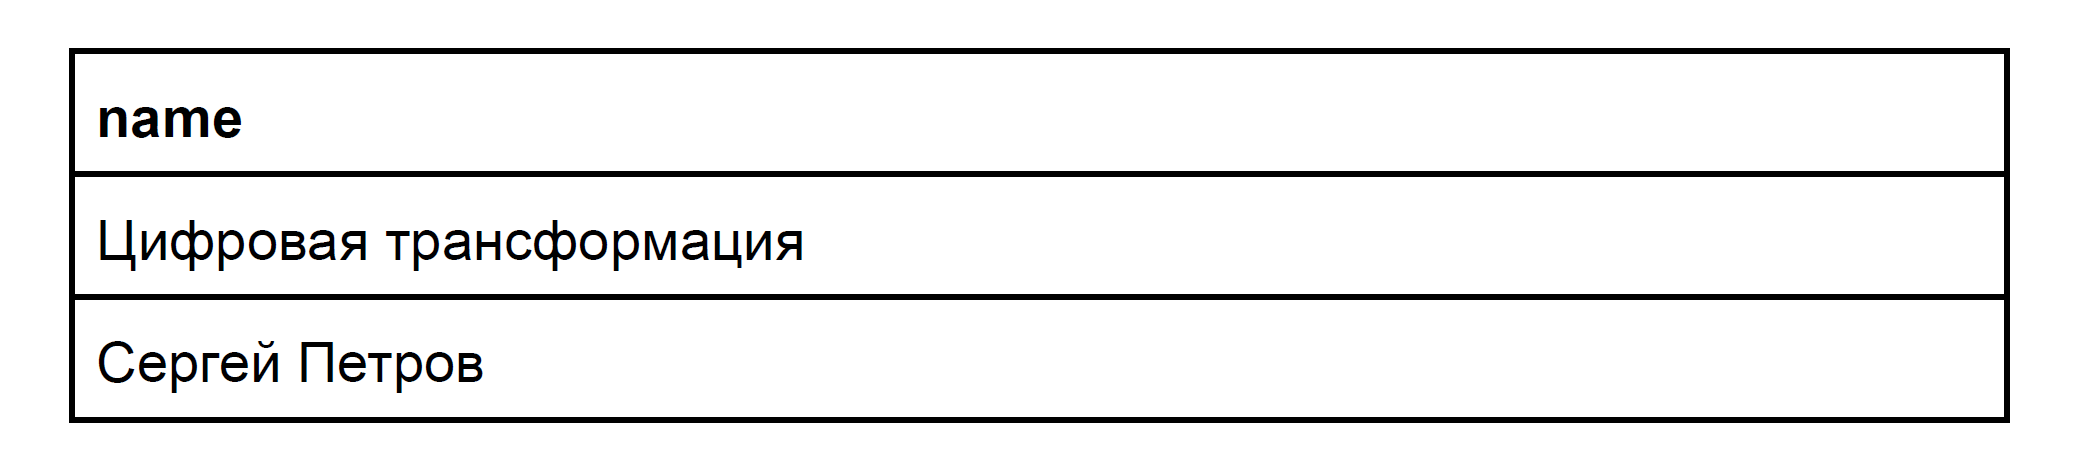 name
Цифровая трансформация
Сергей Петров